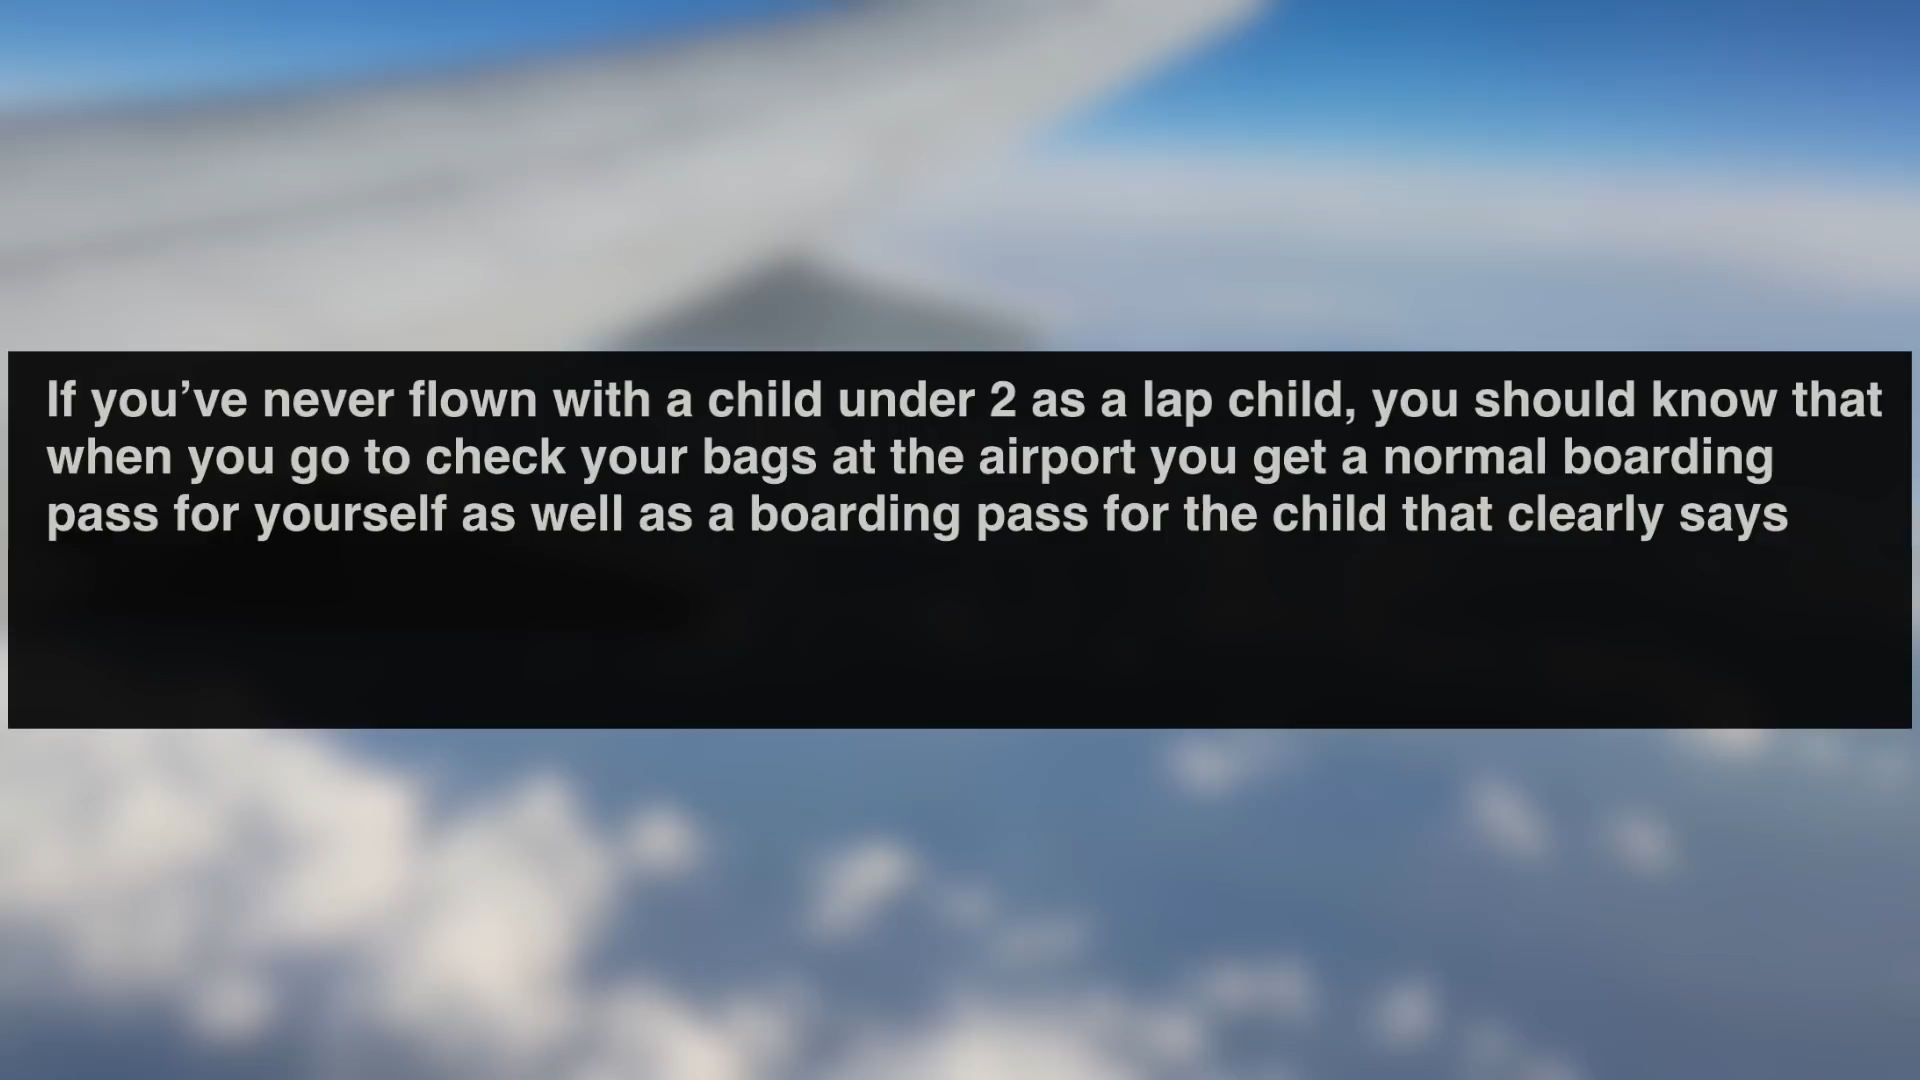 If you’ve never flown with a child under 2 as a lap child, you should know that
when you go to check your bags at the airport you get a normal boarding
pass for yourself as well as a boarding pass for the child that clearly says